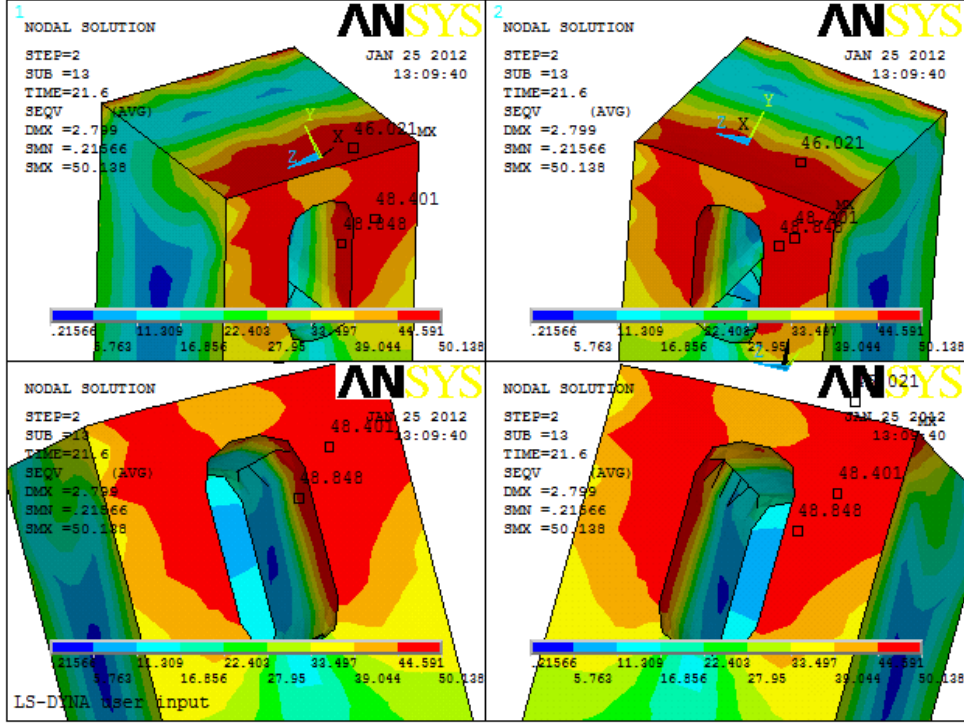 1
ANSYS
NODAL SOLUTION
JAN 25 2012
STEP=2
13:09:40
SUB =13
TIME=21.6
SEQV (AVG)
DMX =2.799
SMN =.21566
SMX =50.138
Y
X
Z
46.021
MX
48.401
48.848
.21566 11.309 22.403 33.497 44.591
5.763 16.856 27.95 39.044 50.138
2
ANSYS
NODAL SOLUTION
JAN 25 2012
STEP=2
13:09:40
SUB =13
TIME=21.6
SEQV (AVG)
DMX =2.799
SMN =.21566
SMX =50.138
Y
X
Z
46.021
MX
48.401
48.848
.21566 11.309 22.403 33.497 44.591
5.763 16.856 27.95 39.044 50.138
ANSYS
NODAL SOLUTION
JAN 25 2012
STEP=2
13:09:40
SUB =13
TIME=21.6
SEQV (AVG)
DMX =2.799
SMN =.21566
SMX =50.138
48.401
48.848
.21566 11.309 22.403 33.497 44.591
5.763 16.856 27.95 39.044 50.138
LS-DYNA user input
Z
ANSYS
NODAL SOLUTION
JAN 25 2012
STEP=2
13:09:40
SUB =13
TIME=21.6
SEQV (AVG)
DMX =2.799
SMN =.21566
SMX =50.138
46.021
MX
48.401
48.848
.21566 11.309 22.403 33.497 44.591
5.763 16.856 27.95 39.044 50.138